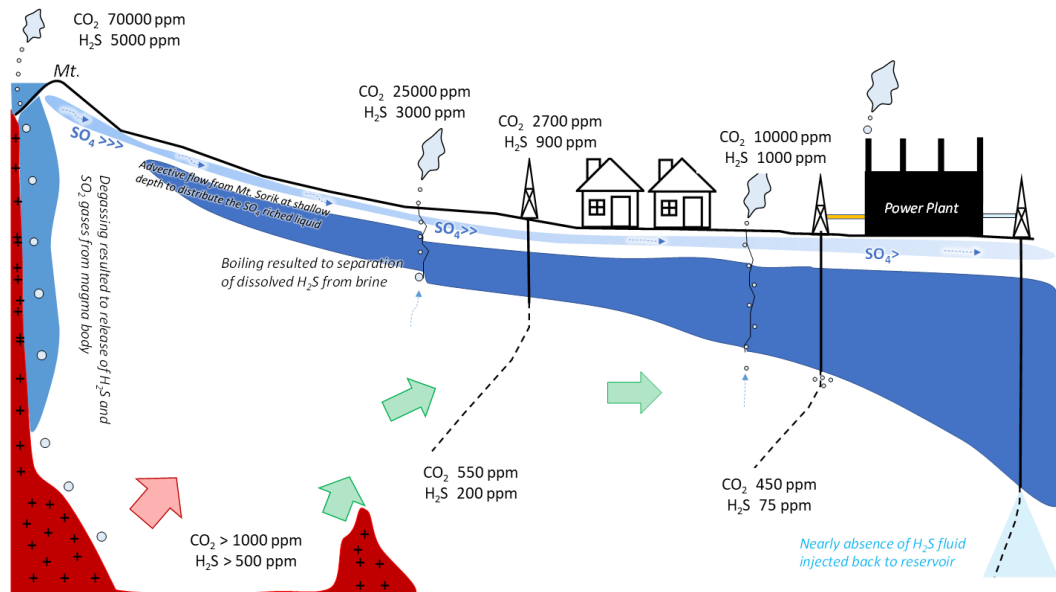 CO₂ 70000 ppm
H₂S 5000 ppm
Mt.
SO₄ >>>
Degassing resulted to release of H₂S and
SO₂ gases from magma body
Advective flow from Mt. Sorik at shallow
depth to distribute the SO₄ riched liquid
CO₂ 25000 ppm
H₂S 3000 ppm
SO₄>>
Boiling resulted to separation
of dissolved H₂S from brine
CO₂ 2700 ppm
H₂S 900 ppm
CO₂ 10000 ppm
H₂S 1000 ppm
Power Plant
SO₄>
CO₂ 550 ppm
H₂S 200 ppm
CO₂ 450 ppm
H₂S 75 ppm
CO₂ > 1000 ppm
H₂S > 500 ppm
Nearly absence of H₂S fluid
injected back to reservoir